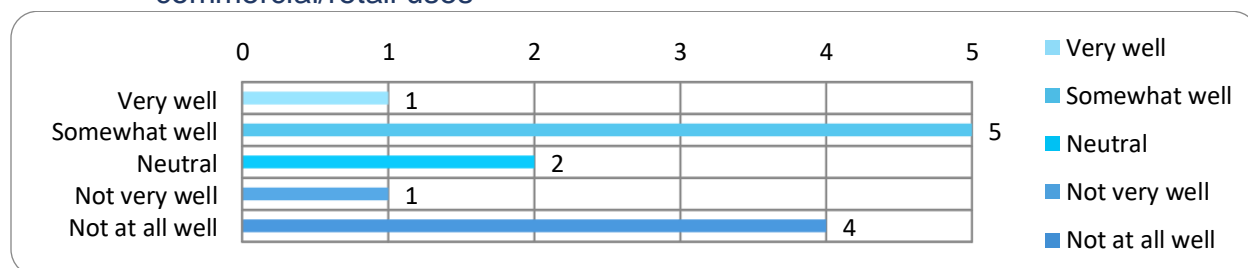 commercial/retail uses
0 1 2 3 4 5
Very well 1
Somewhat well 5
Neutral 2
Not very well 1
Not at all well 4
Very well
Somewhat well
Neutral
Not very well
Not at all well